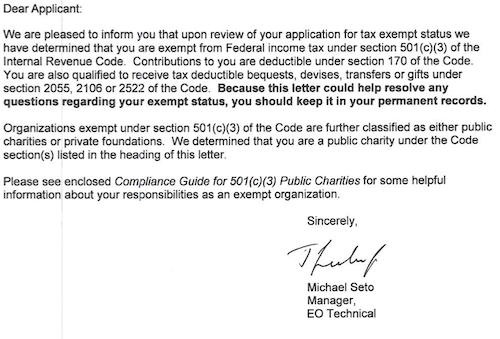 Dear Applicant:
We are pleased to inform you that upon review of your application for tax exempt status we
have determined that you are exempt from Federal income tax under section 501(c)(3) of the
Internal Revenue Code. Contributions to you are deductible under section 170 of the Code.
You are also qualified to receive tax deductible bequests, devises, transfers or gifts under
section 2055, 2106 or 2522 of the Code. Because this letter could help resolve any
questions regarding your exempt status, you should keep it in your permanent records.
Organizations exempt under section 501(c)(3) of the Code are further classified as either public
charities or private foundations. We determined that you are a public charity under the Code
section(s) listed in the heading of this letter.
Please see enclosed Compliance Guide for 501(c)(3) Public Charities for some helpful
information about your responsibilities as an exempt organization.
Sincerely,
Michael Seto
Manager,
EO Technical